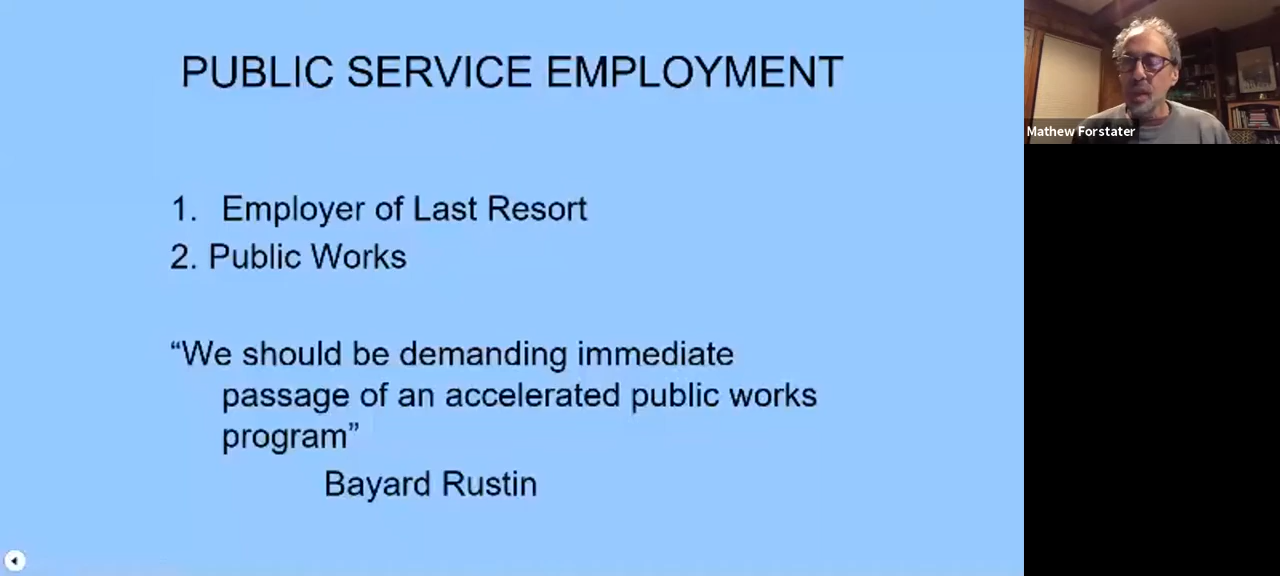 PUBLIC SERVICE EMPLOYMENT
1. Employer of Last Resort
2. Public Works
“We should be demanding immediate
passage of an accelerated public works
program”
Bayard Rustin
Mathew Forstater